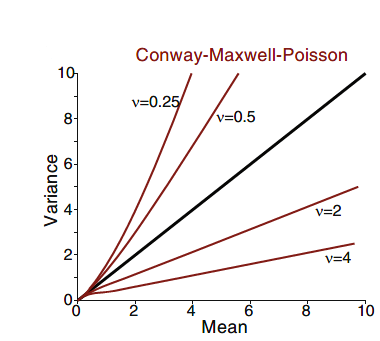 Conway-Maxwell-Poisson
10
8
6
4
2
0
Variance
ν=0.25
ν=0.5
ν=2
ν=4
0 2 4 6 8 10
Mean